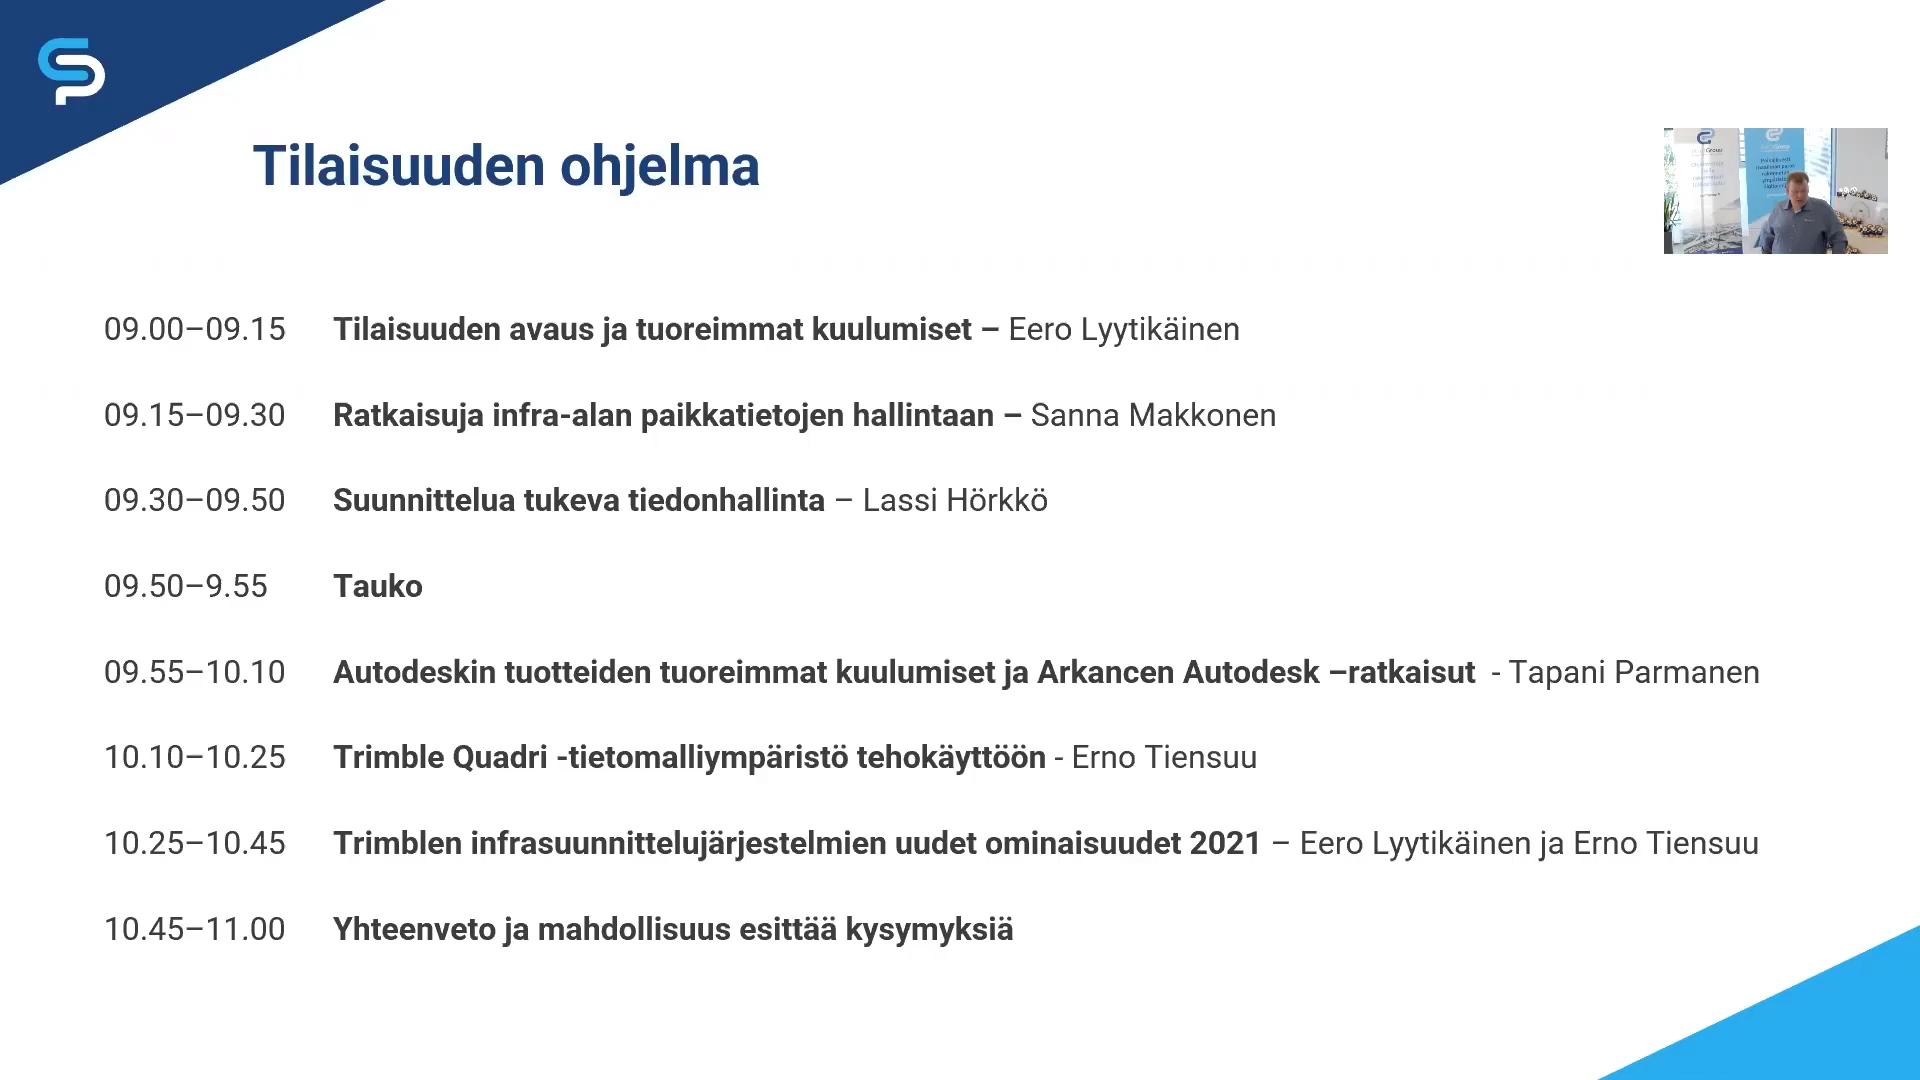 Tilaisuuden ohjelma
09.00–09.15 Tilaisuuden avaus ja tuoreimmat kuulumiset – Eero Lyytikäinen
09.15–09.30 Ratkaisuja infra-alan paikkatietojen hallintaan – Sanna Makkonen
09.30–09.50 Suunnittelua tukeva tiedonhallinta – Lassi Hörkkö
09.50–9.55 Tauko
09.55–10.10 Autodeskin tuotteiden tuoreimmat kuulumiset ja Arkancen Autodesk –ratkaisut - Tapani Parmanen
10.10–10.25 Trimble Quadri -tietomalliympäristö tehokäyttöön - Erno Tiensuu
10.25–10.45 Trimblen infrasuunnittelujärjestelmien uudet ominaisuudet 2021 – Eero Lyytikäinen ja Erno Tiensuu
10.45–11.00 Yhteenveto ja mahdollisuus esittää kysymyksiä